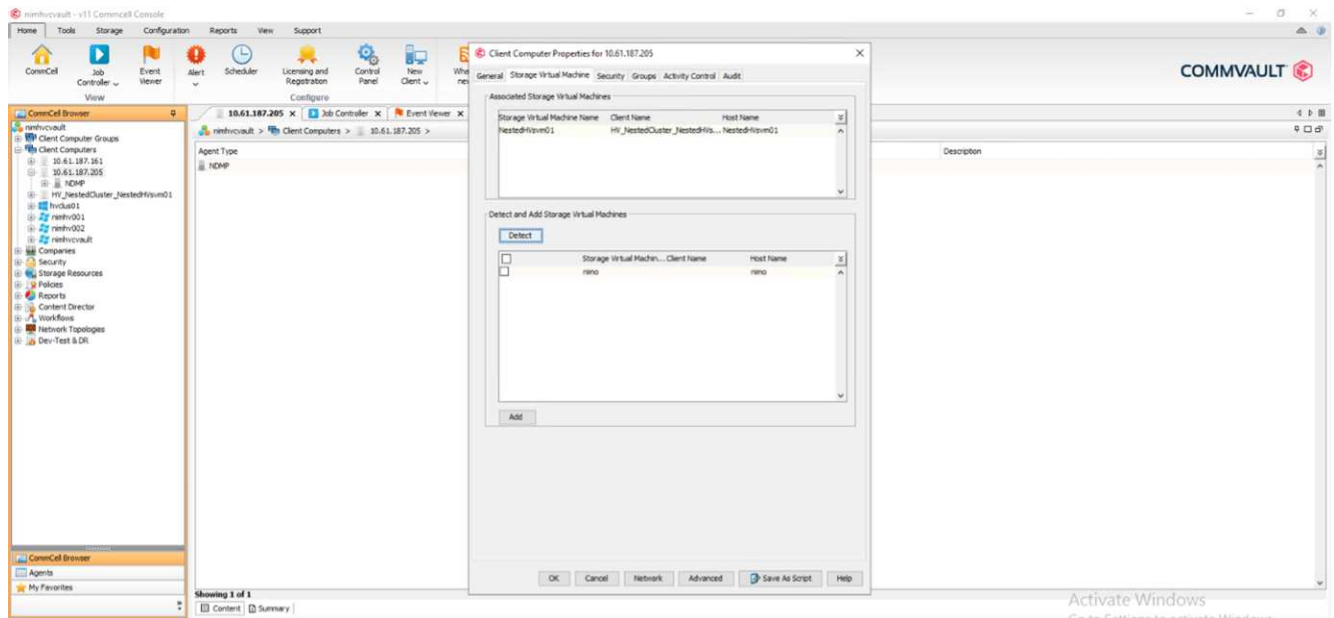 nimhvcvault - v11 Commcell Console
Home Tools Storage Configuration Reports View Support
CommCell
Job Controller
Event Viewer
Alert
Scheduler
Licensing and Registration
Control Panel
New Client
View
Configure
COMMVAULT
CommCell Browser
nimhvcvault
Client Computer Groups
Client Computers
10.61.187.161
10.61.187.205
NDMP
HV_NestedCluster_NestedHVsvm01
hvclus01
nimhv001
nimhv002
nimhvcvault
Companies
Security
Storage Resources
Policies
Reports
Content Director
Workflows
Network Topologies
Dev-Test & DR
CommCell Browser
Agents
My Favorites
10.61.187.205 Job Controller Event Viewer
nimhvcvault > Client Computers > 10.61.187.205 >
Agent Type
NDMP
Description
Showing 1 of 1
Content Summary
Client Computer Properties for 10.61.187.205
General Storage Virtual Machine Security Groups Activity Control Audit
Associated Storage Virtual Machines
Storage Virtual Machine Name Client Name Host Name
NestedHVsvm01 HV_NestedCluster_NestedHVs... NestedHVsvm01
Detect and Add Storage Virtual Machines
Detect
Storage Virtual Machin... Client Name Host Name
nimo nimo
Add
OK Cancel Network Advanced Save As Script Help
Activate Windows